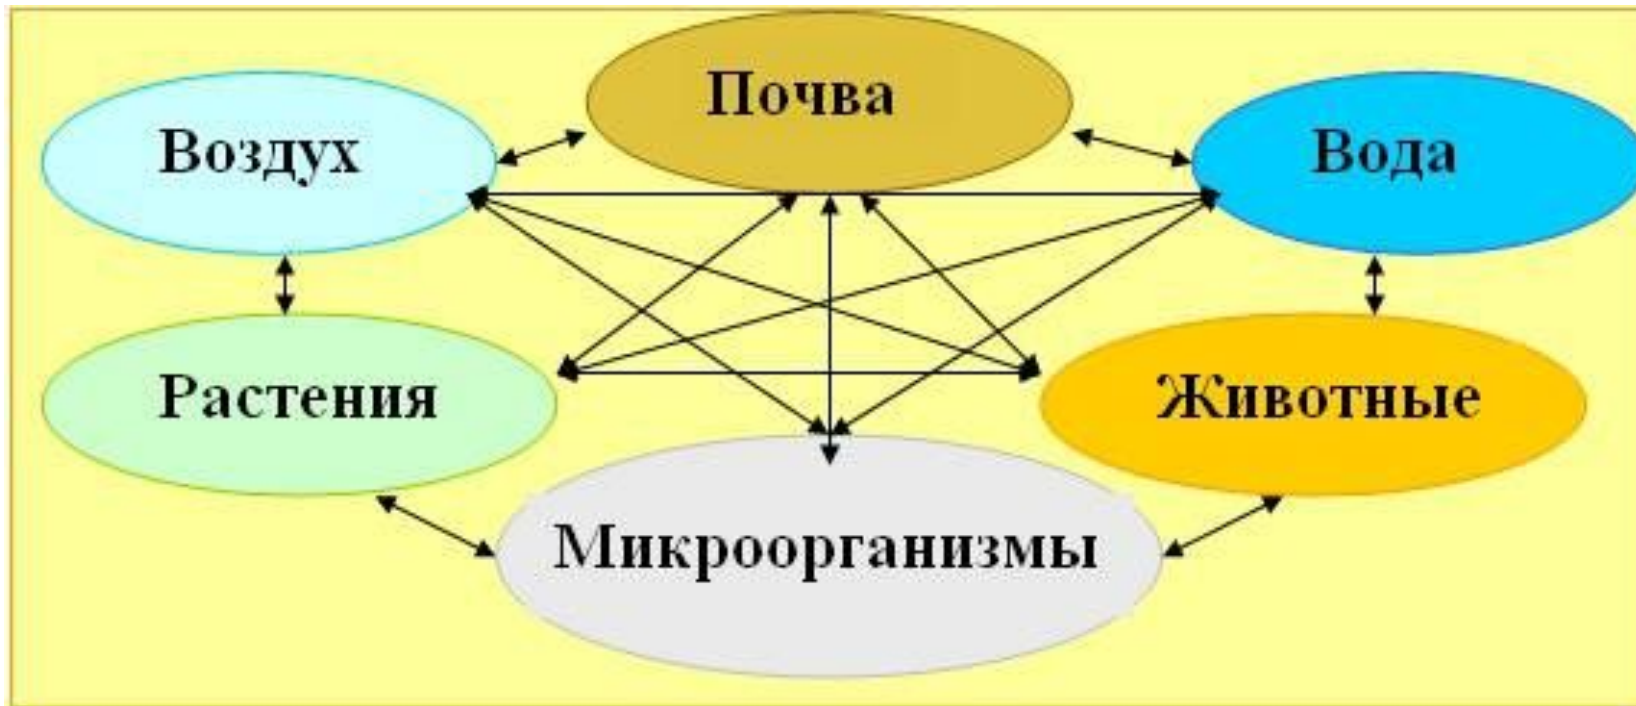 Почва
Воздух
Вода
Растения
Животные
Микроорганизмы